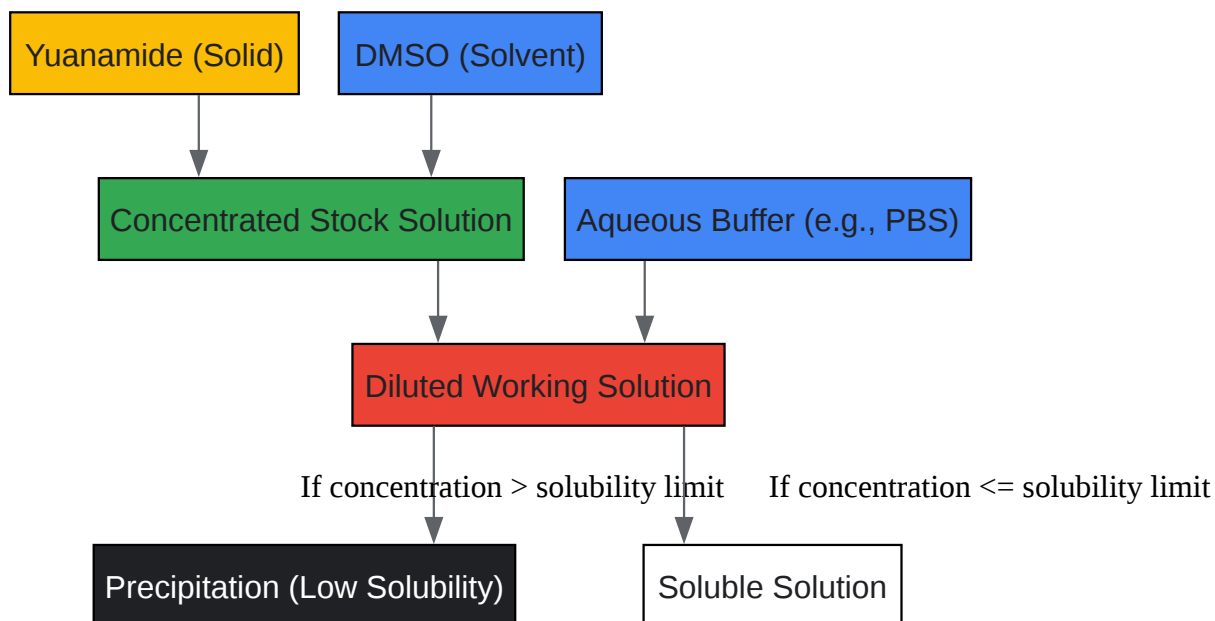 Yuanamide (Solid)
DMSO (Solvent)
Concentrated Stock Solution
Aqueous Buffer (e.g., PBS)
Diluted Working Solution
If concentration > solubility limit
If concentration <= solubility limit
Precipitation (Low Solubility)
Soluble Solution